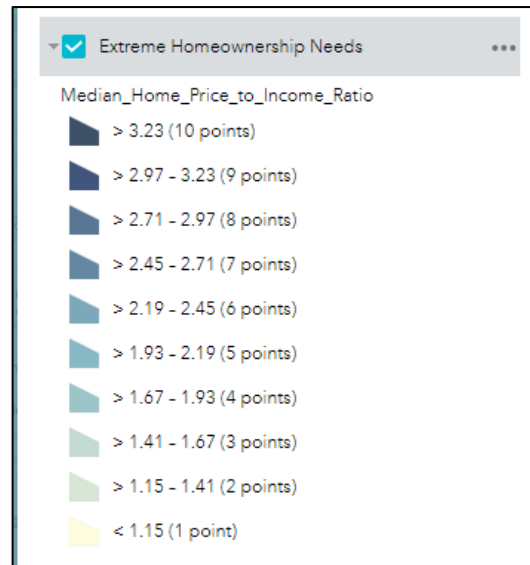 Extreme Homeownership Needs
Median_Home_Price_to_Income_Ratio
> 3.23 (10 points)
> 2.97 - 3.23 (9 points)
> 2.71 - 2.97 (8 points)
> 2.45 - 2.71 (7 points)
> 2.19 - 2.45 (6 points)
> 1.93 - 2.19 (5 points)
> 1.67 - 1.93 (4 points)
> 1.41 - 1.67 (3 points)
> 1.15 - 1.41 (2 points)
< 1.15 (1 point)